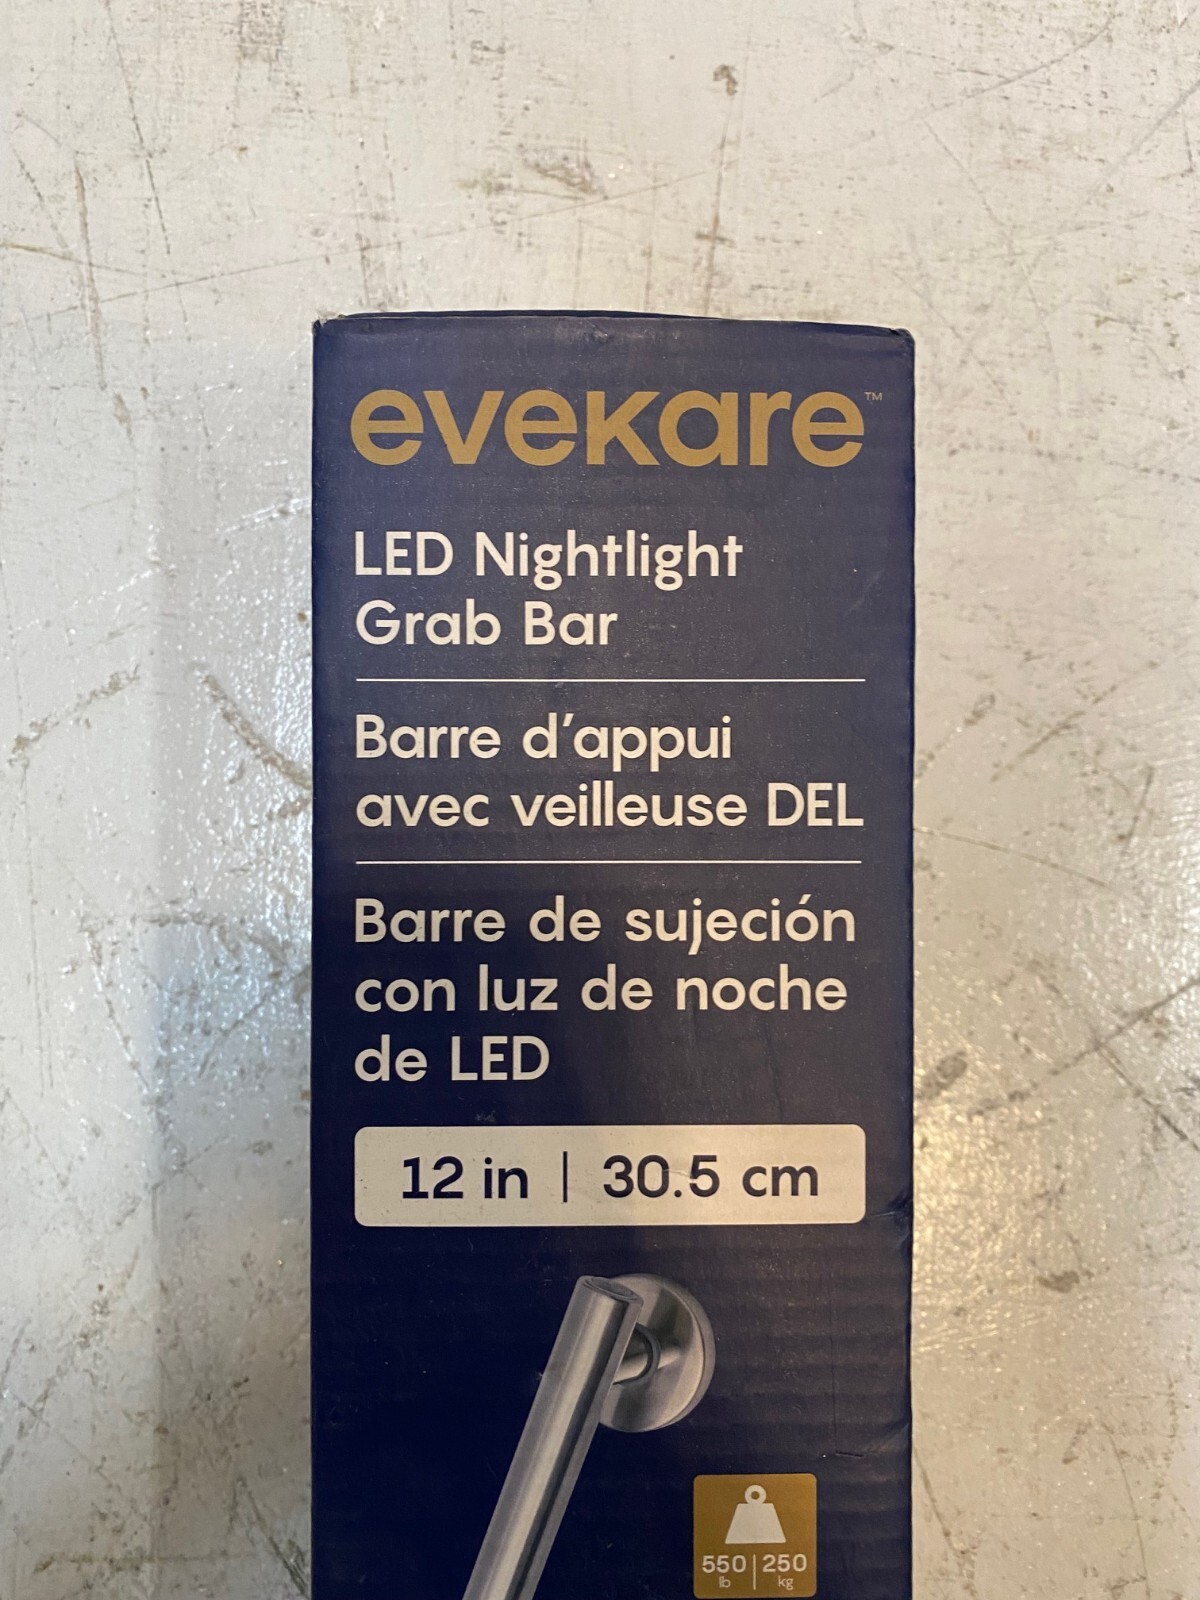 evekare™
LED Nightlight
Grab Bar
Barre d'appui
avec veilleuse DEL
Barre de sujeción
con luz de noche
de LED
12 in | 30.5 cm
550 | 250
lb kg